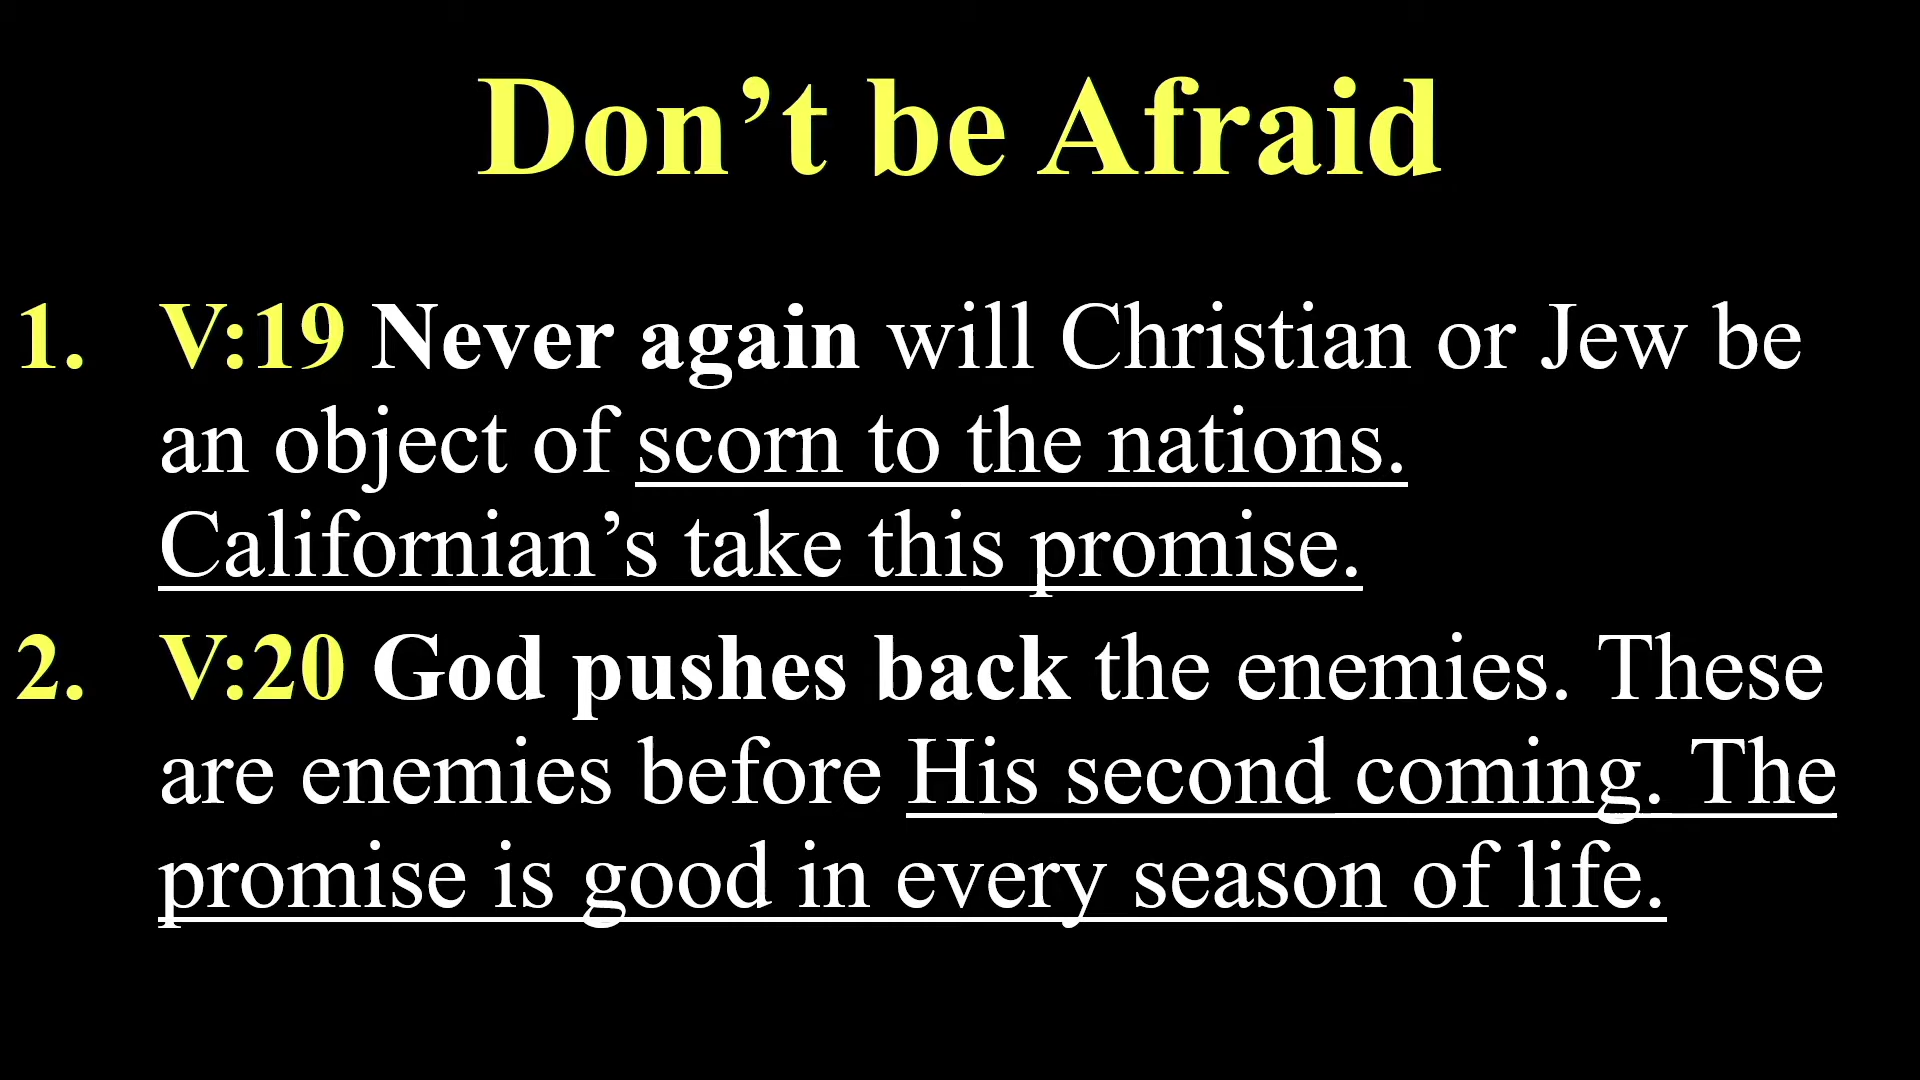 Don’t be Afraid
1. V:19 Never again will Christian or Jew be
an object of scorn to the nations.
Californian’s take this promise.
2. V:20 God pushes back the enemies. These
are enemies before His second coming. The
promise is good in every season of life.